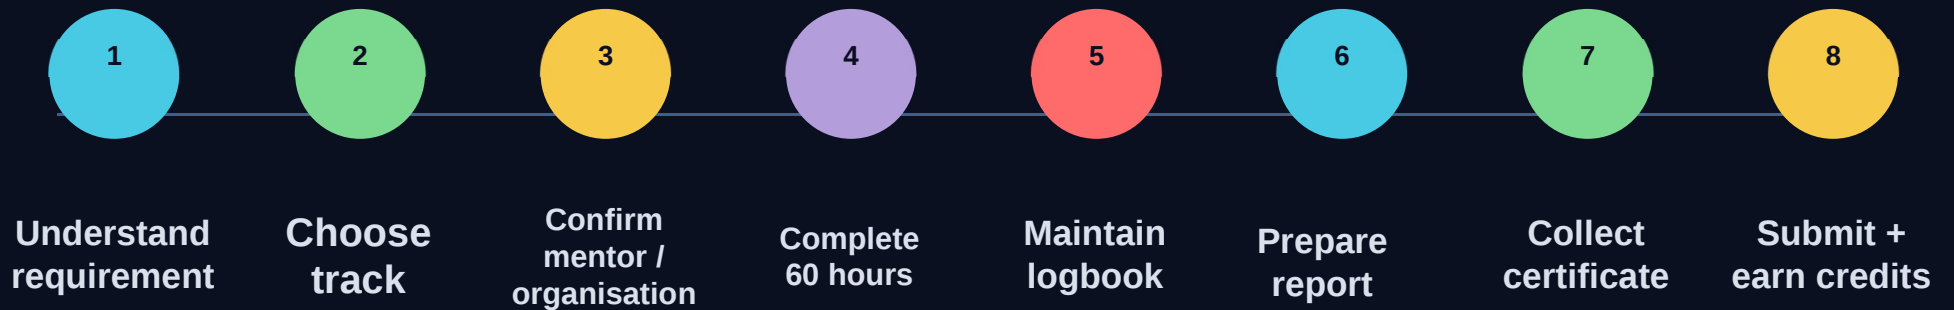 1
2
3
4
5
6
7
8
Understand
requirement
Choose
track
Confirm
mentor /
organisation
Complete
60 hours
Maintain
logbook
Prepare
report
Collect
certificate
Submit +
earn credits